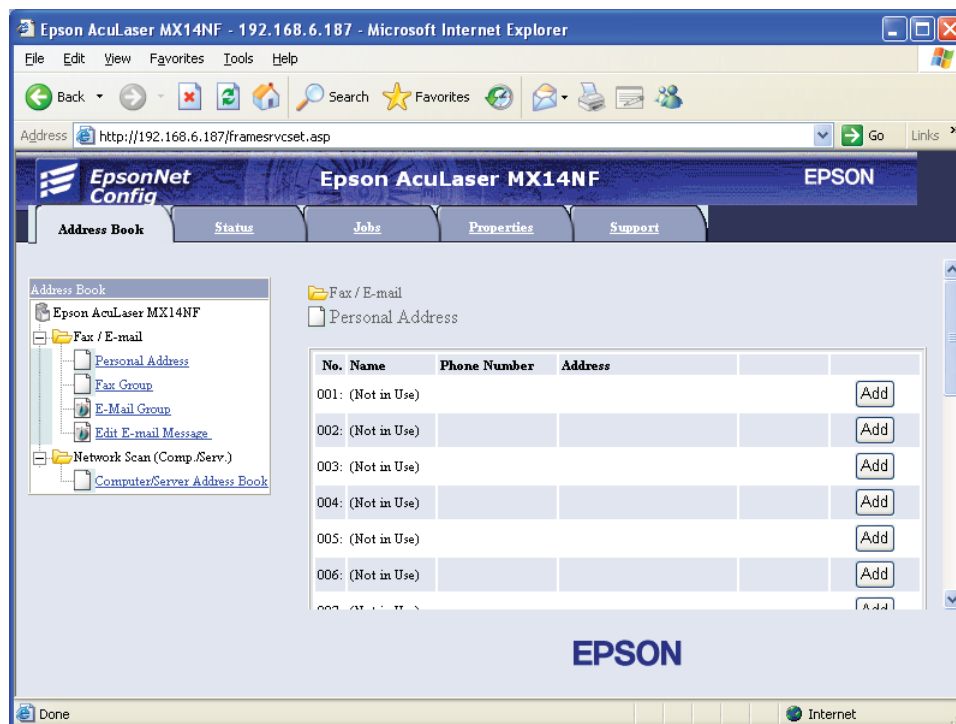 Epson AcuLaser MX14NF - 192.168.6.187 - Microsoft Internet Explorer
File Edit View Favorites Tools Help
Back Search Favorites
Address http://192.168.6.187/framesrvcset.asp Go Links »
EpsonNet Config Epson AcuLaser MX14NF EPSON
Address Book Status Jobs Properties Support
Address Book
Epson AcuLaser MX14NF
Fax / E-mail
Personal Address
Fax Group
E-Mail Group
Edit E-mail Message
Network Scan (Comp./Serv.)
Computer/Server Address Book
Fax / E-mail
Personal Address
No. Name Phone Number Address
001: (Not in Use) Add
002: (Not in Use) Add
003: (Not in Use) Add
004: (Not in Use) Add
005: (Not in Use) Add
006: (Not in Use) Add
EPSON
Done Internet